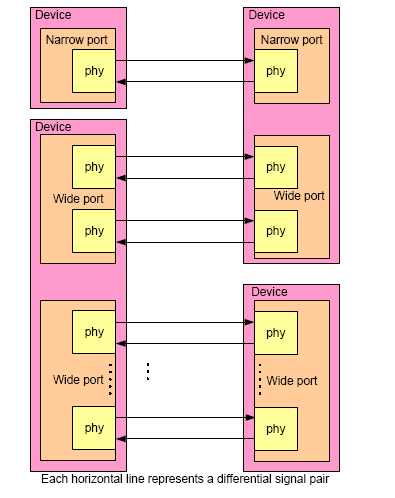 Device
Device
Narrow port
Narrow port
phy
phy
Device
phy
phy
Wide port
Wide port
phy
phy
Device
phy
phy
Wide port
Wide port
phy
phy
Each horizontal line represents a differential signal pair